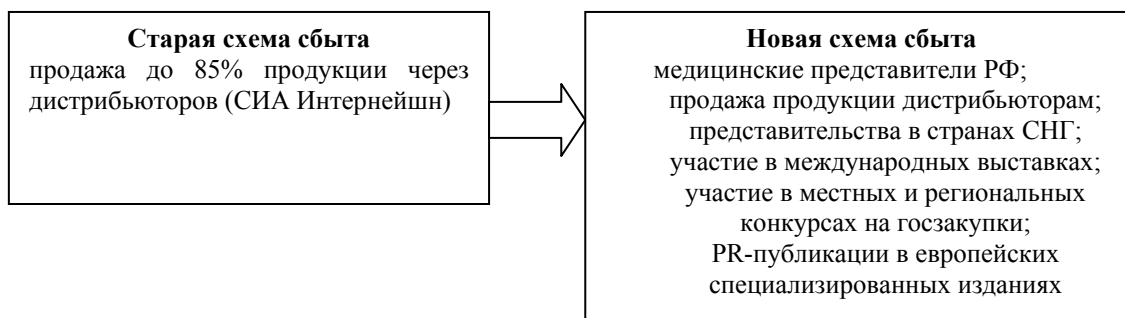 Старая схема сбыта
продажа до 85% продукции через
дистрибьюторов (СИА Интернейшн)
Новая схема сбыта
медицинские представители РФ;
продажа продукции дистрибьюторам;
представительства в странах СНГ;
участие в международных выставках;
участие в местных и региональных
конкурсах на госзакупки;
PR-публикации в европейских
специализированных изданиях